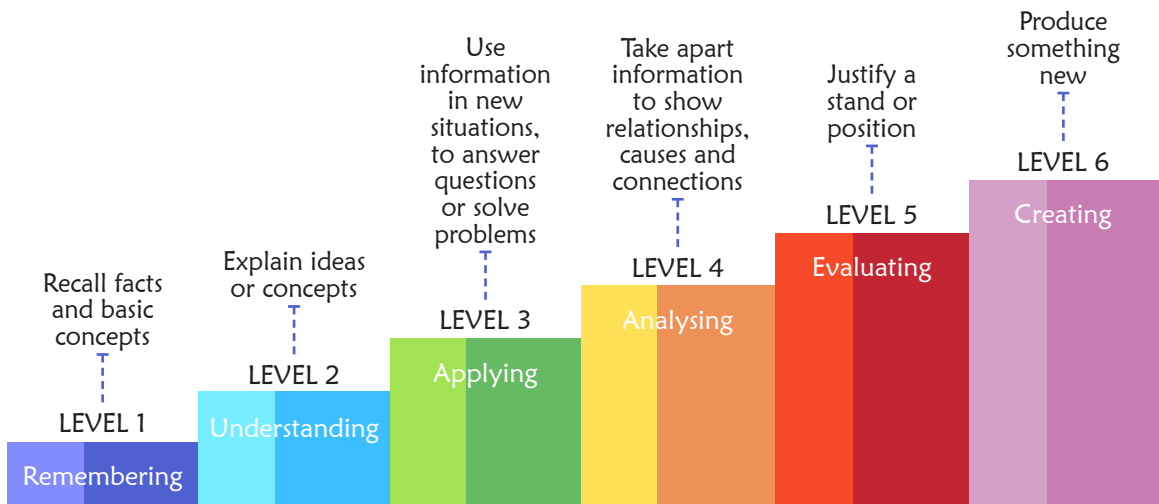 Recall facts
and basic
concepts
LEVEL 1
Remembering
Explain ideas
or concepts
LEVEL 2
Understanding
Use
information
in new
situations,
to answer
questions
or solve
problems
LEVEL 3
Applying
Take apart
information
to show
relationships,
causes and
connections
LEVEL 4
Analysing
Justify a
stand or
position
LEVEL 5
Evaluating
Produce
something
new
LEVEL 6
Creating